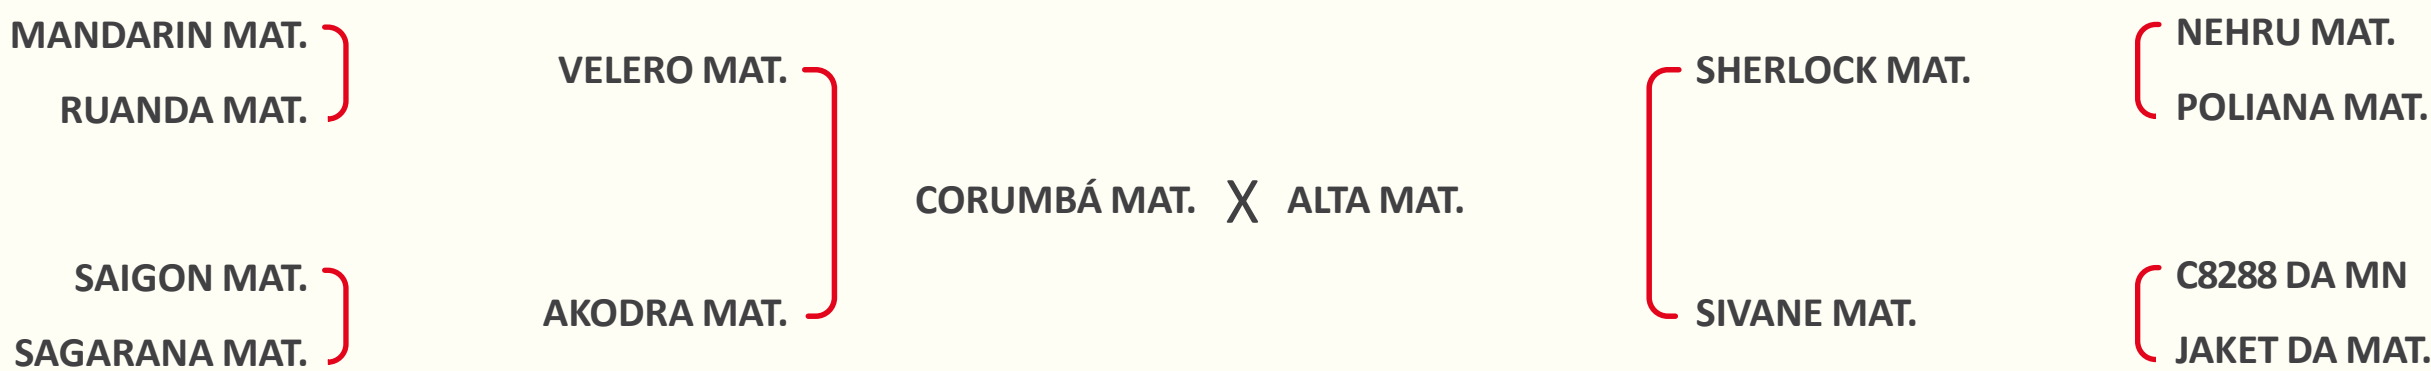 MANDARIN MAT.
RUANDA MAT.
VELERO MAT.
SAIGON MAT.
SAGARANA MAT.
AKODRA MAT.
CORUMBÁ MAT. X ALTA MAT.
SHERLOCK MAT.
NEHRU MAT.
POLIANA MAT.
SIVANE MAT.
C8288 DA MN
JAKET DA MAT.